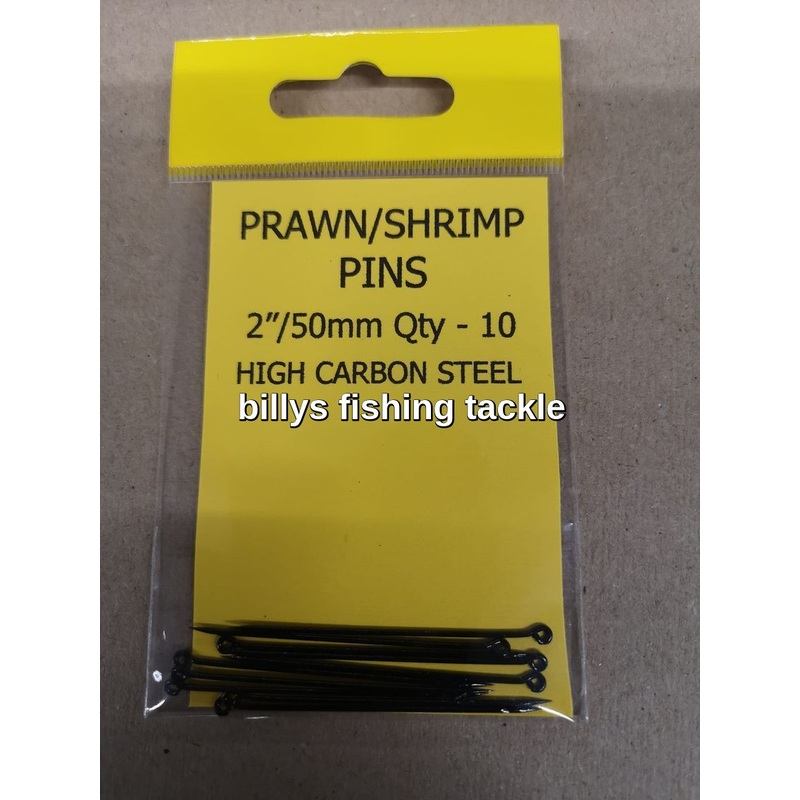 PRAWN/SHRIMP
PINS
2”/50mm Qty - 10
HIGH CARBON STEEL
billys fishing tackle